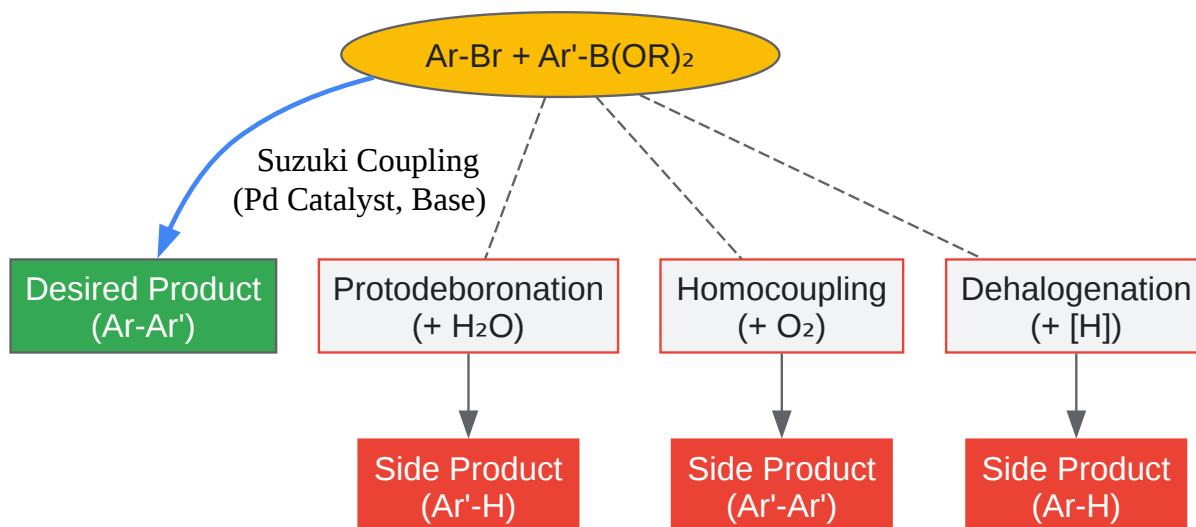 Ar-Br + Ar'-B(OR)₂
Suzuki Coupling
(Pd Catalyst, Base)
Desired Product
(Ar-Ar')
Protodeboronation
(+ H₂O)
Homocoupling
(+ O₂)
Dehalogenation
(+ [H])
Side Product
(Ar'-H)
Side Product
(Ar'-Ar')
Side Product
(Ar-H)